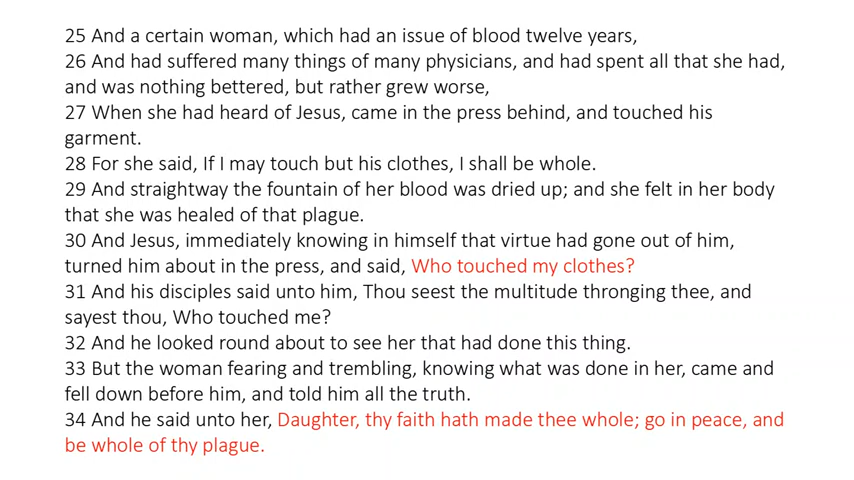 25 And a certain woman, which had an issue of blood twelve years,
26 And had suffered many things of many physicians, and had spent all that she had,
and was nothing bettered, but rather grew worse,
27 When she had heard of Jesus, came in the press behind, and touched his
garment.
28 For she said, If I may touch but his clothes, I shall be whole.
29 And straightway the fountain of her blood was dried up; and she felt in her body
that she was healed of that plague.
30 And Jesus, immediately knowing in himself that virtue had gone out of him,
turned him about in the press, and said, Who touched my clothes?
31 And his disciples said unto him, Thou seest the multitude thronging thee, and
sayest thou, Who touched me?
32 And he looked round about to see her that had done this thing.
33 But the woman fearing and trembling, knowing what was done in her, came and
fell down before him, and told him all the truth.
34 And he said unto her, Daughter, thy faith hath made thee whole; go in peace, and
be whole of thy plague.